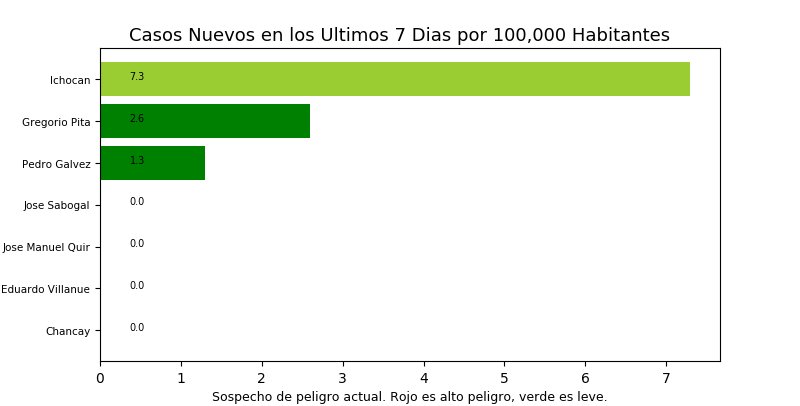 Casos Nuevos en los Ultimos 7 Dias por 100,000 Habitantes
Ichocan 7.3
Gregorio Pita 2.6
Pedro Galvez 1.3
Jose Sabogal 0.0
Jose Manuel Quir 0.0
Eduardo Villanue 0.0
Chancay 0.0
0 1 2 3 4 5 6 7
Sospecho de peligro actual. Rojo es alto peligro, verde es leve.